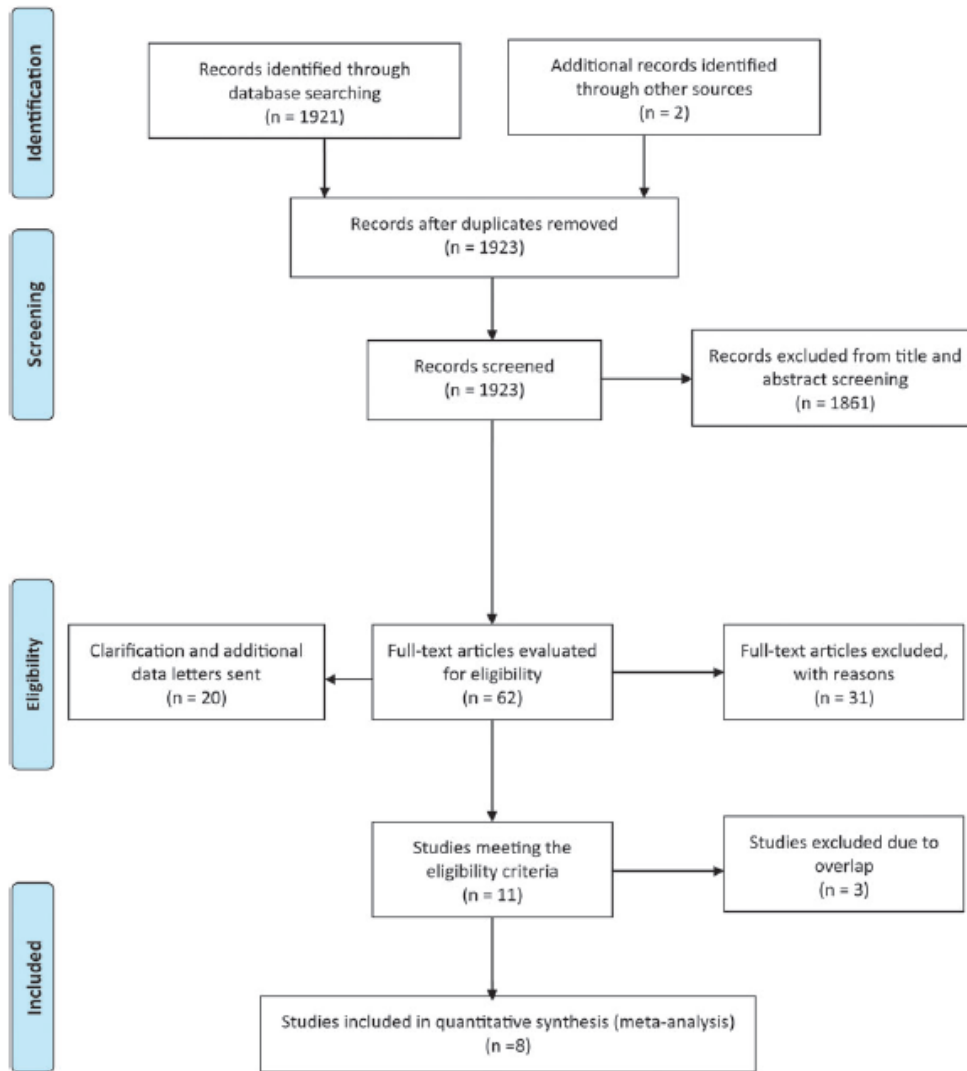 Identification
Records identified through
database searching
(n = 1921)
Additional records identified
through other sources
(n = 2)
Records after duplicates removed
(n = 1923)
Screening
Records screened
(n = 1923)
Records excluded from title and
abstract screening
(n = 1861)
Eligibility
Clarification and additional
data letters sent
(n = 20)
Full-text articles evaluated
for eligibility
(n = 62)
Full-text articles excluded,
with reasons
(n = 31)
Studies meeting the
eligibility criteria
(n = 11)
Studies excluded due to
overlap
(n = 3)
Included
Studies included in quantitative synthesis (meta-analysis)
(n =8)